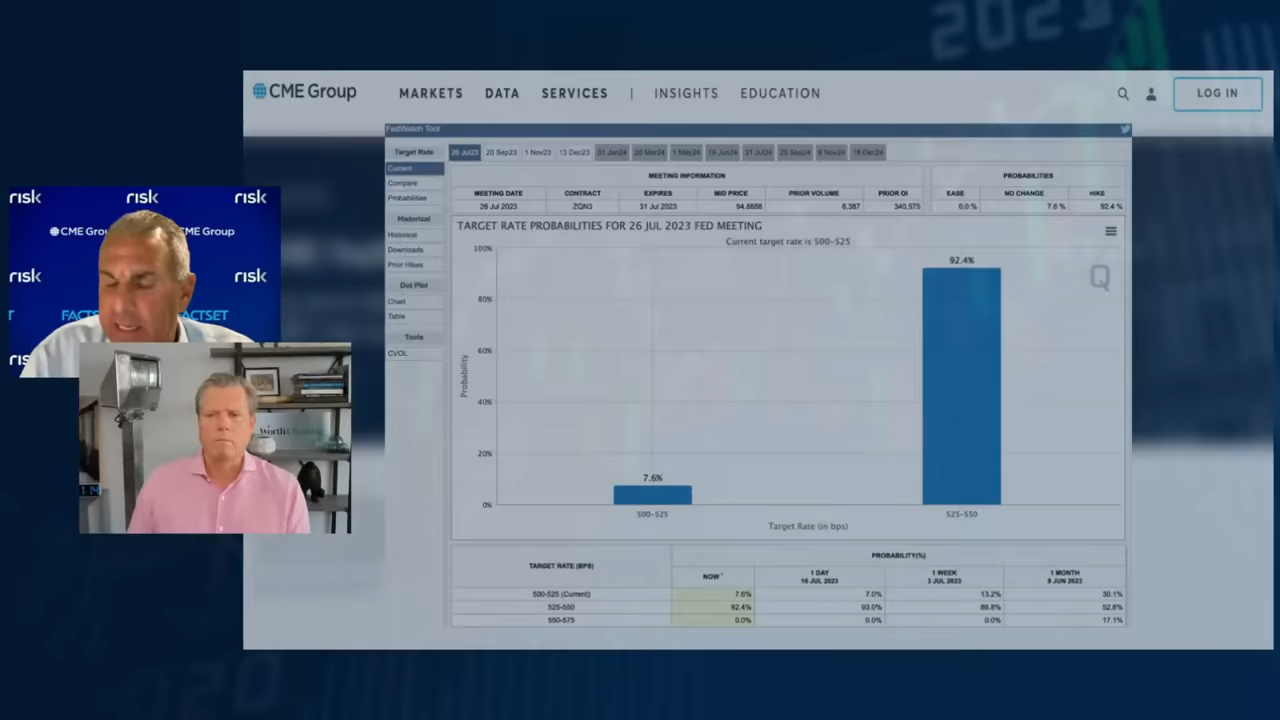 CME Group MARKETS DATA SERVICES | INSIGHTS EDUCATION LOG IN
FedWatch Tool
Target Rate
Current
Compare
Probabilities
Historical
Historical
Downloads
Prior Hikes
Dot Plot
Chart
Table
Tools
CVOL
26 Jul23 20 Sep23 1 Nov23 13 Dec23 31 Jan24 20 Mar24 1 May24 19 Jun24 31 Jul24 25 Sep24 6 Nov24 18 Dec24
MEETING INFORMATION PROBABILITIES
MEETING DATE CONTRACT EXPIRES MID PRICE PRIOR VOLUME PRIOR OI EASE NO CHANGE HIKE
26 Jul 2023 ZQN3 31 Jul 2023 94.8888 6,387 340,575 0.0 % 7.6 % 92.4 %
TARGET RATE PROBABILITIES FOR 26 JUL 2023 FED MEETING
Current target rate is 500-525
100%
80%
60%
40%
20%
0%
Probability
7.6%
92.4%
500-525 525-550
Target Rate (in bps)
Q
TARGET RATE (BPS) PROBABILITY(%)
NOW * 1 DAY 10 JUL 2023 1 WEEK 3 JUL 2023 1 MONTH 9 JUN 2023
500-525 (Current) 7.6% 7.0% 13.2% 30.1%
525-550 92.4% 93.0% 86.8% 52.8%
550-575 0.0% 0.0% 0.0% 17.1%
risk risk risk
CME Group
risk risk